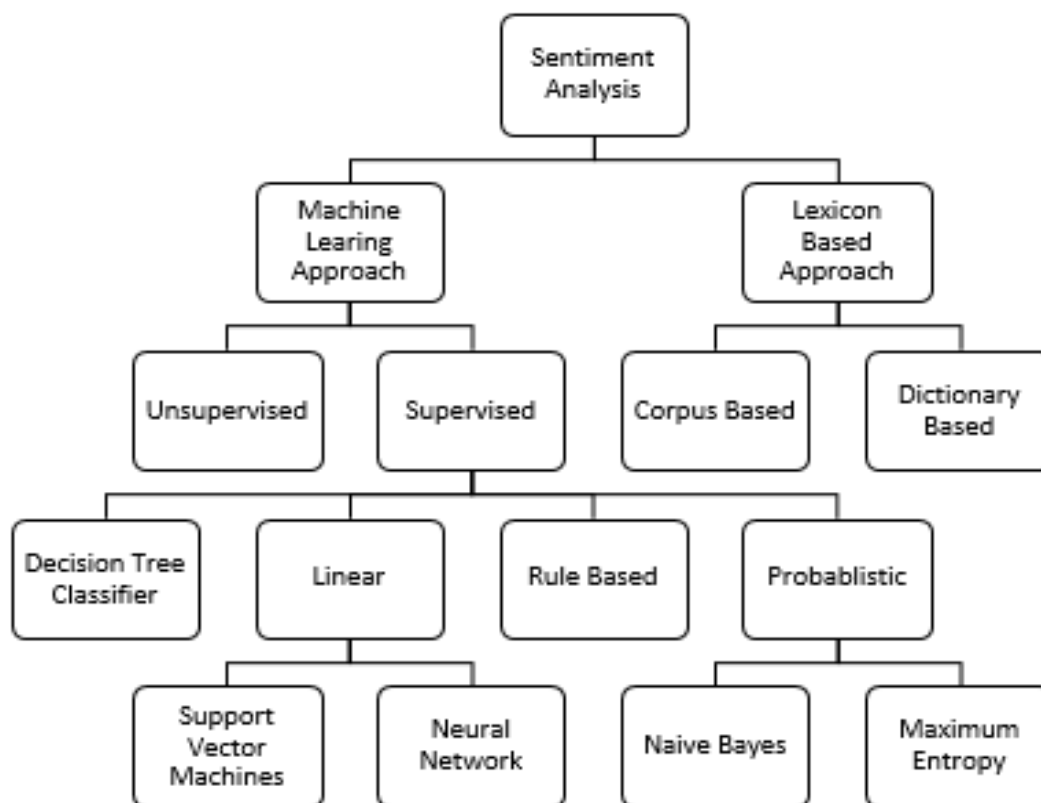 Sentiment
Analysis
Machine
Learing
Approach
Lexicon
Based
Approach
Unsupervised
Supervised
Corpus Based
Dictionary
Based
Decision Tree
Classifier
Linear
Rule Based
Probablistic
Support
Vector
Machines
Neural
Network
Naive Bayes
Maximum
Entropy